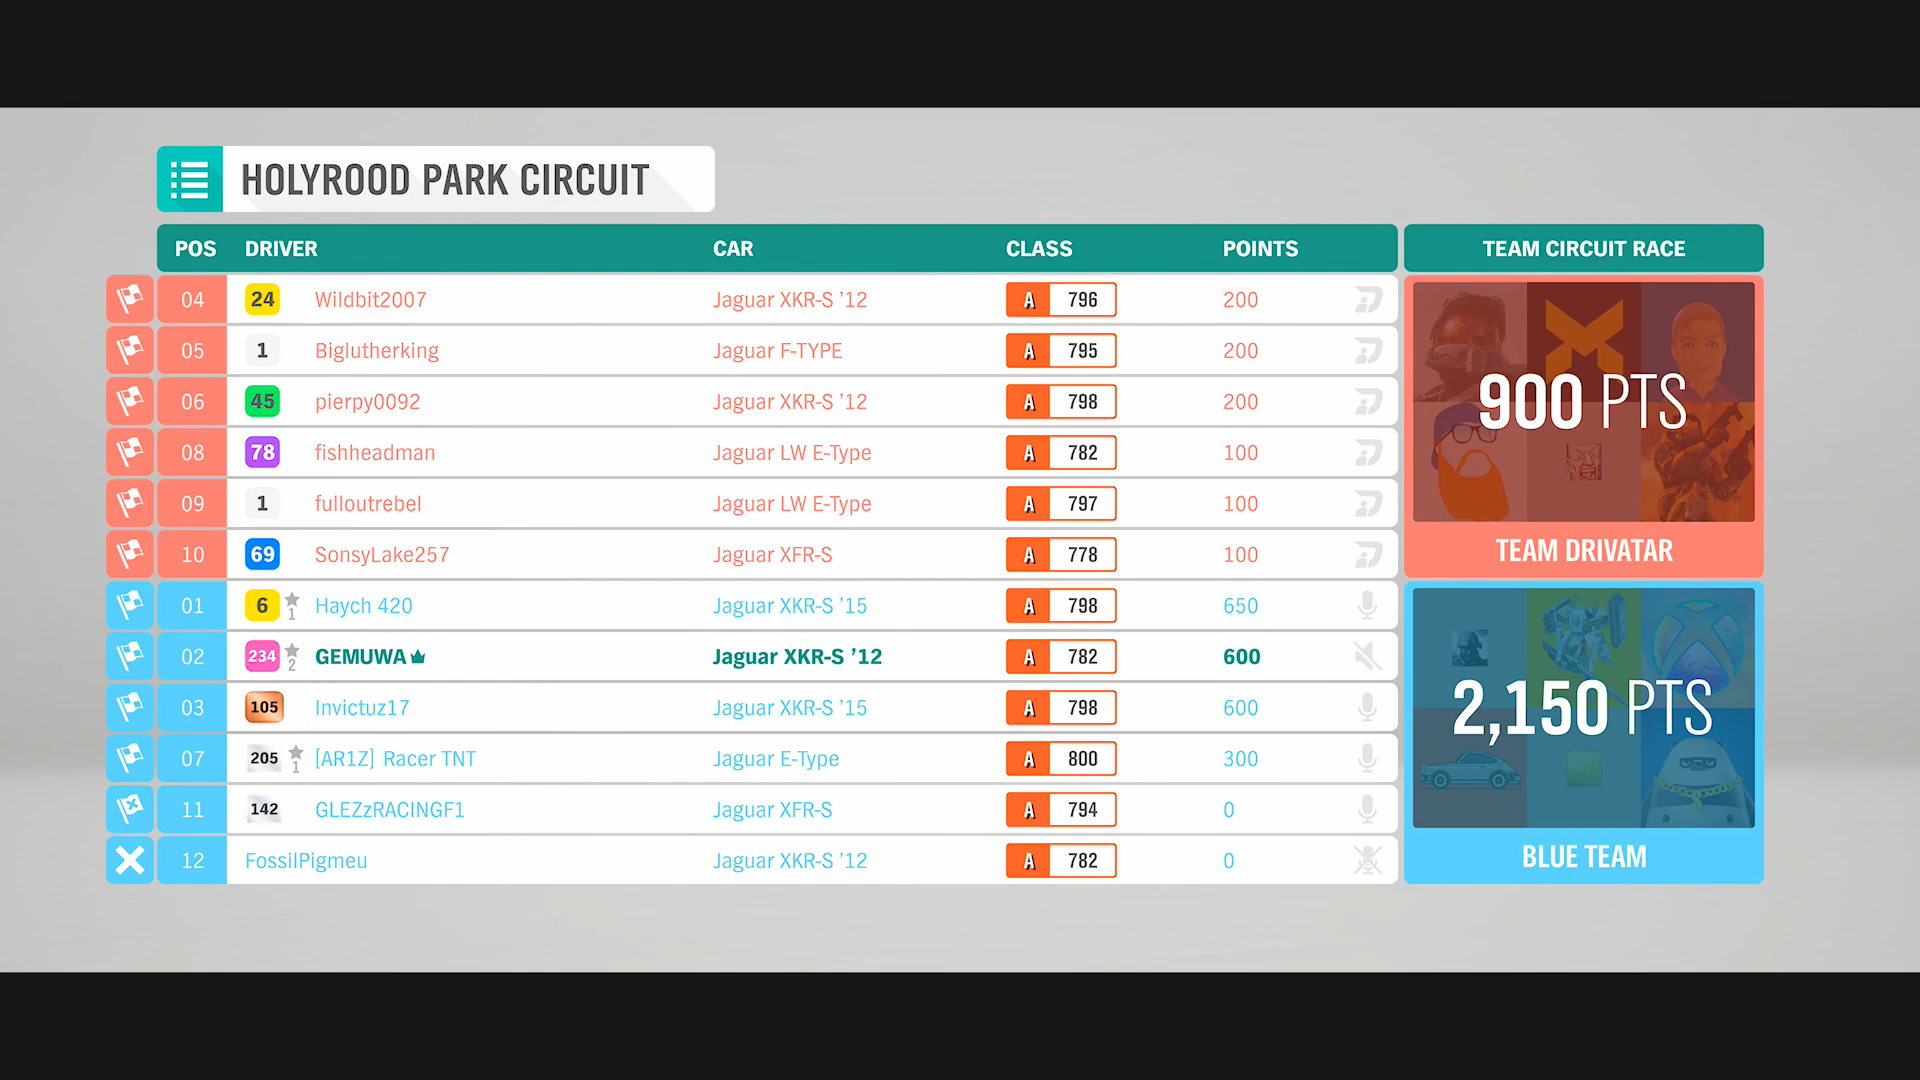 HOLYROOD PARK CIRCUIT
POS DRIVER CAR CLASS POINTS
04 24 Wildbit2007 Jaguar XKR-S ’12 A 796 200
05 1 Biglutherking Jaguar F-TYPE A 795 200
06 45 pierpy0092 Jaguar XKR-S ’12 A 798 200
08 78 fishheadman Jaguar LW E-Type A 782 100
09 1 fulloutrebel Jaguar LW E-Type A 797 100
10 69 SonsyLake257 Jaguar XFR-S A 778 100
01 6 1 Haych 420 Jaguar XKR-S ’15 A 798 650
02 234 2 GEMUWA Jaguar XKR-S ’12 A 782 600
03 105 Invictuz17 Jaguar XKR-S ’15 A 798 600
07 205 1 [AR1Z] Racer TNT Jaguar E-Type A 800 300
11 142 GLEZzRACINGF1 Jaguar XFR-S A 794 0
12 FossilPigmeu Jaguar XKR-S ’12 A 782 0
TEAM CIRCUIT RACE
900 PTS
TEAM DRIVATAR
2,150 PTS
BLUE TEAM